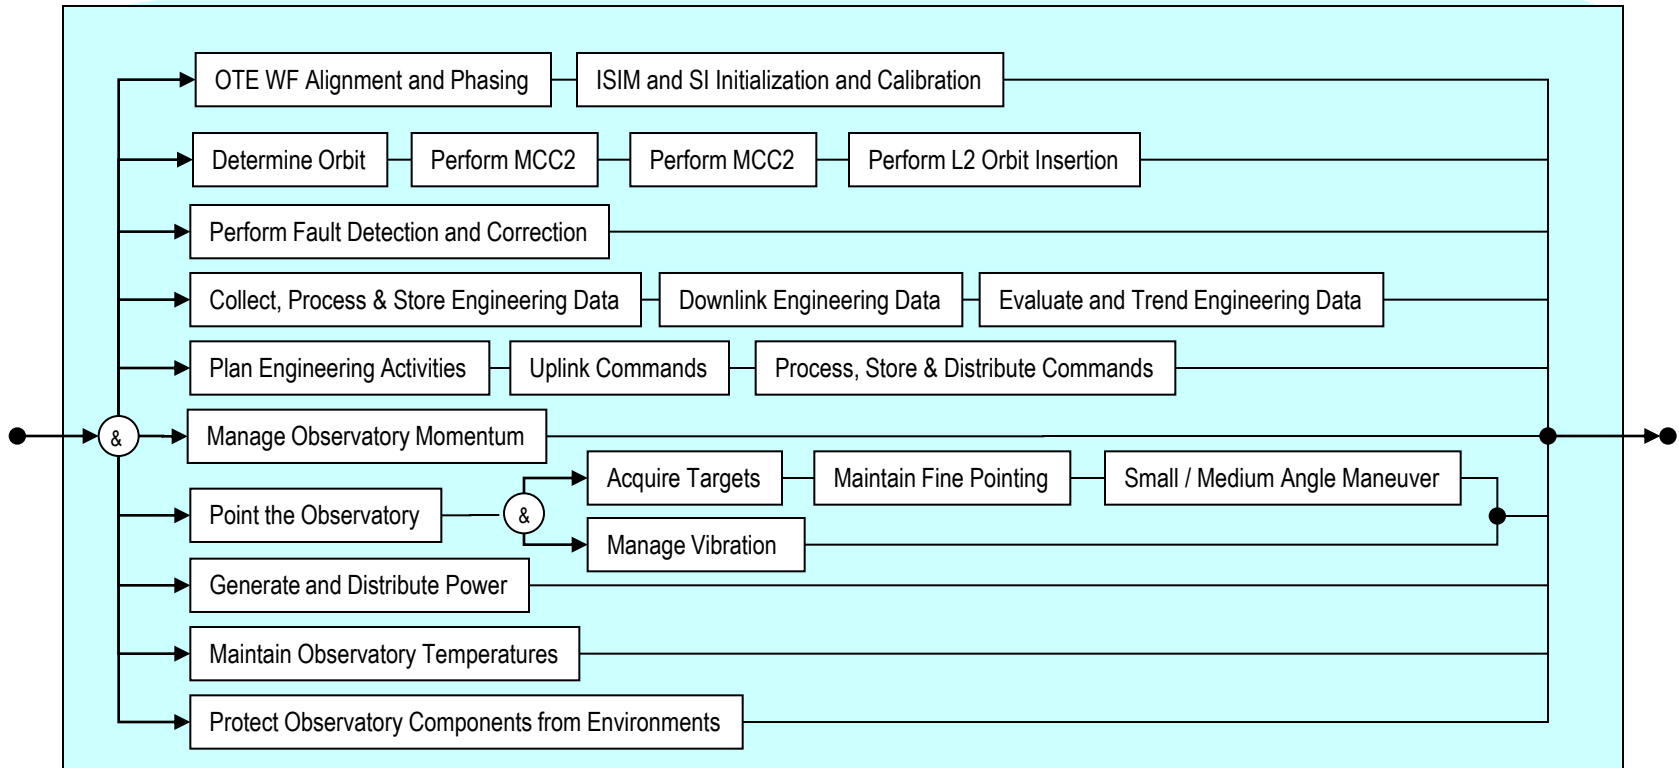 OTE WF Alignment and Phasing
ISIM and SI Initialization and Calibration
Determine Orbit
Perform MCC2
Perform MCC2
Perform L2 Orbit Insertion
Perform Fault Detection and Correction
Collect, Process & Store Engineering Data
Downlink Engineering Data
Evaluate and Trend Engineering Data
Plan Engineering Activities
Uplink Commands
Process, Store & Distribute Commands
&
Manage Observatory Momentum
Point the Observatory
&
Acquire Targets
Maintain Fine Pointing
Small / Medium Angle Maneuver
Manage Vibration
Generate and Distribute Power
Maintain Observatory Temperatures
Protect Observatory Components from Environments